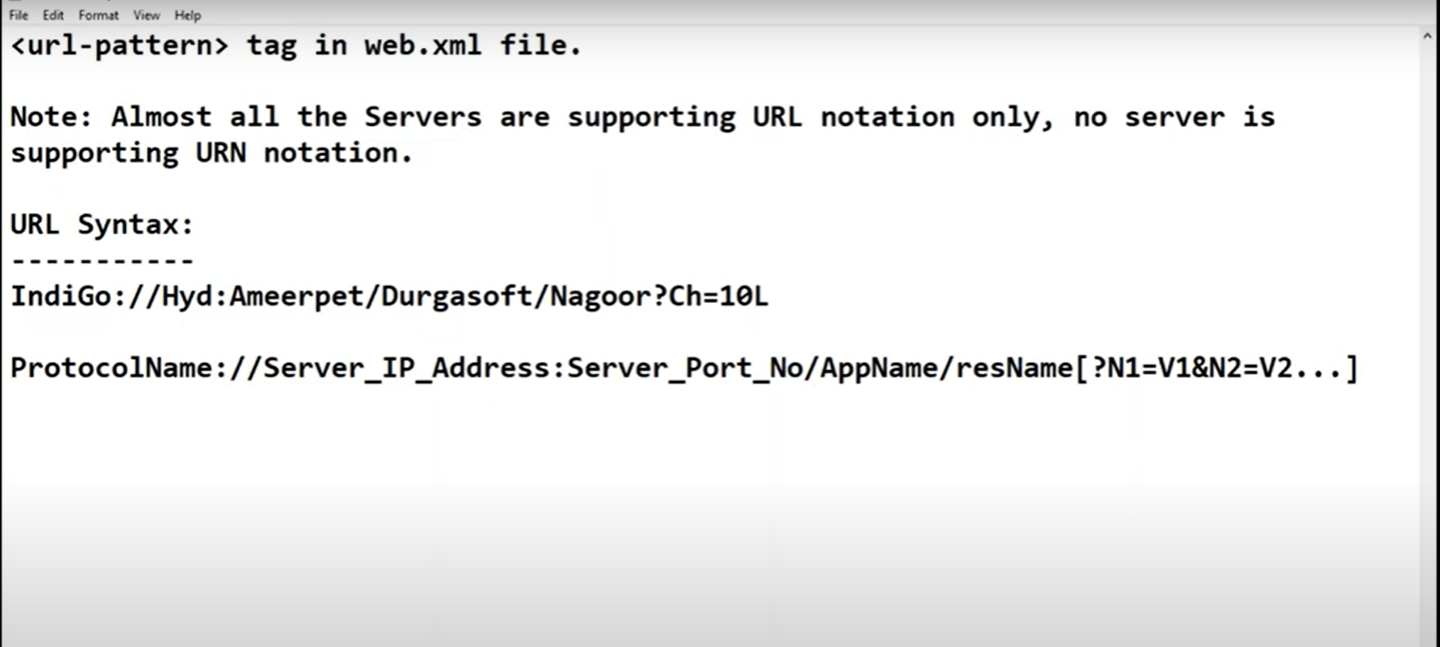 File Edit Format View Help
<url-pattern> tag in web.xml file.
Note: Almost all the Servers are supporting URL notation only, no server is
supporting URN notation.
URL Syntax:
-----------
IndiGo://Hyd:Ameerpet/Durgasoft/Nagoor?Ch=10L
ProtocolName://Server_IP_Address:Server_Port_No/AppName/resName[?N1=V1&N2=V2...]